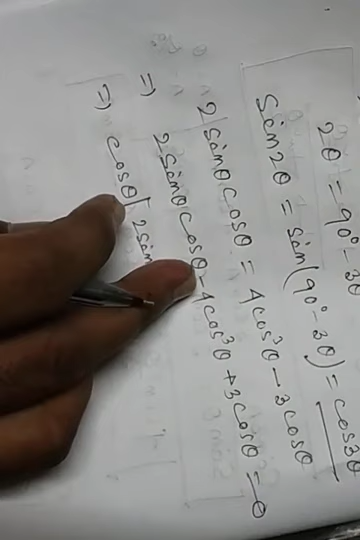 2θ = 90° - 3θ
Sin2θ = sin(90° - 3θ) = cos3θ
2 sinθ cosθ = 4cos³θ - 3cosθ
⇒ 2sinθ cosθ - 4cos³θ + 3cosθ = 0
⇒ cosθ[2sin